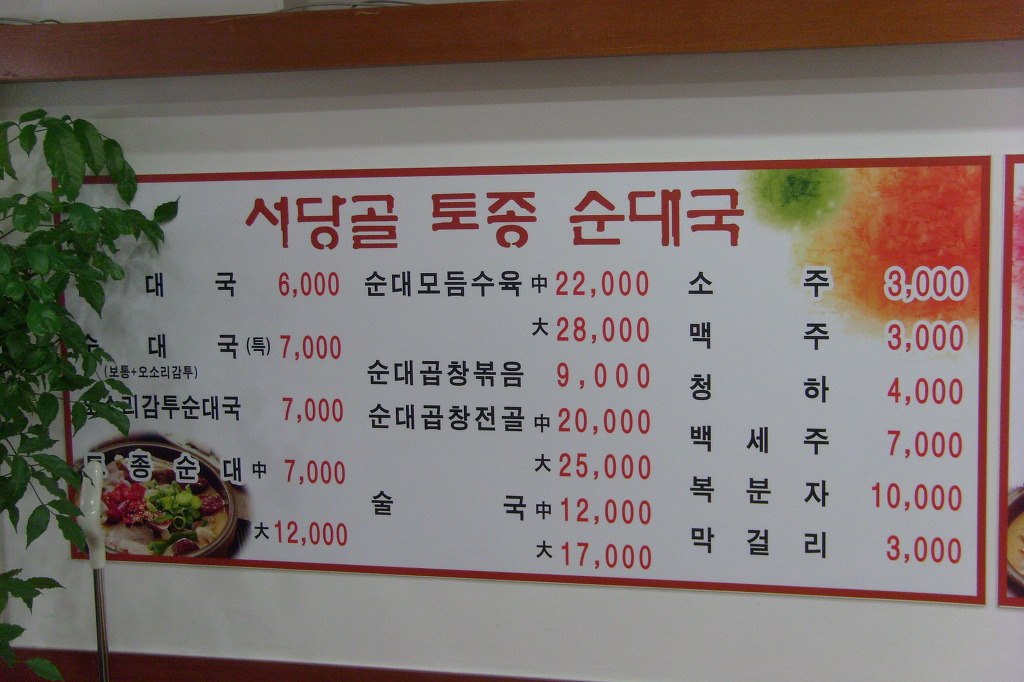 서당골 토종 순대국
대 국 6,000
대 국 (특) 7,000
(보통+오소리감투)
소리감투순대국 7,000
종 순 대 中 7,000
大 12,000
순대모듬수육 中 22,000
大 28,000
순대곱창볶음 9,000
순대곱창전골 中 20,000
大 25,000
술 국 中 12,000
大 17,000
소 주 3,000
맥 주 3,000
청 하 4,000
백 세 주 7,000
복 분 자 10,000
막 걸 리 3,000